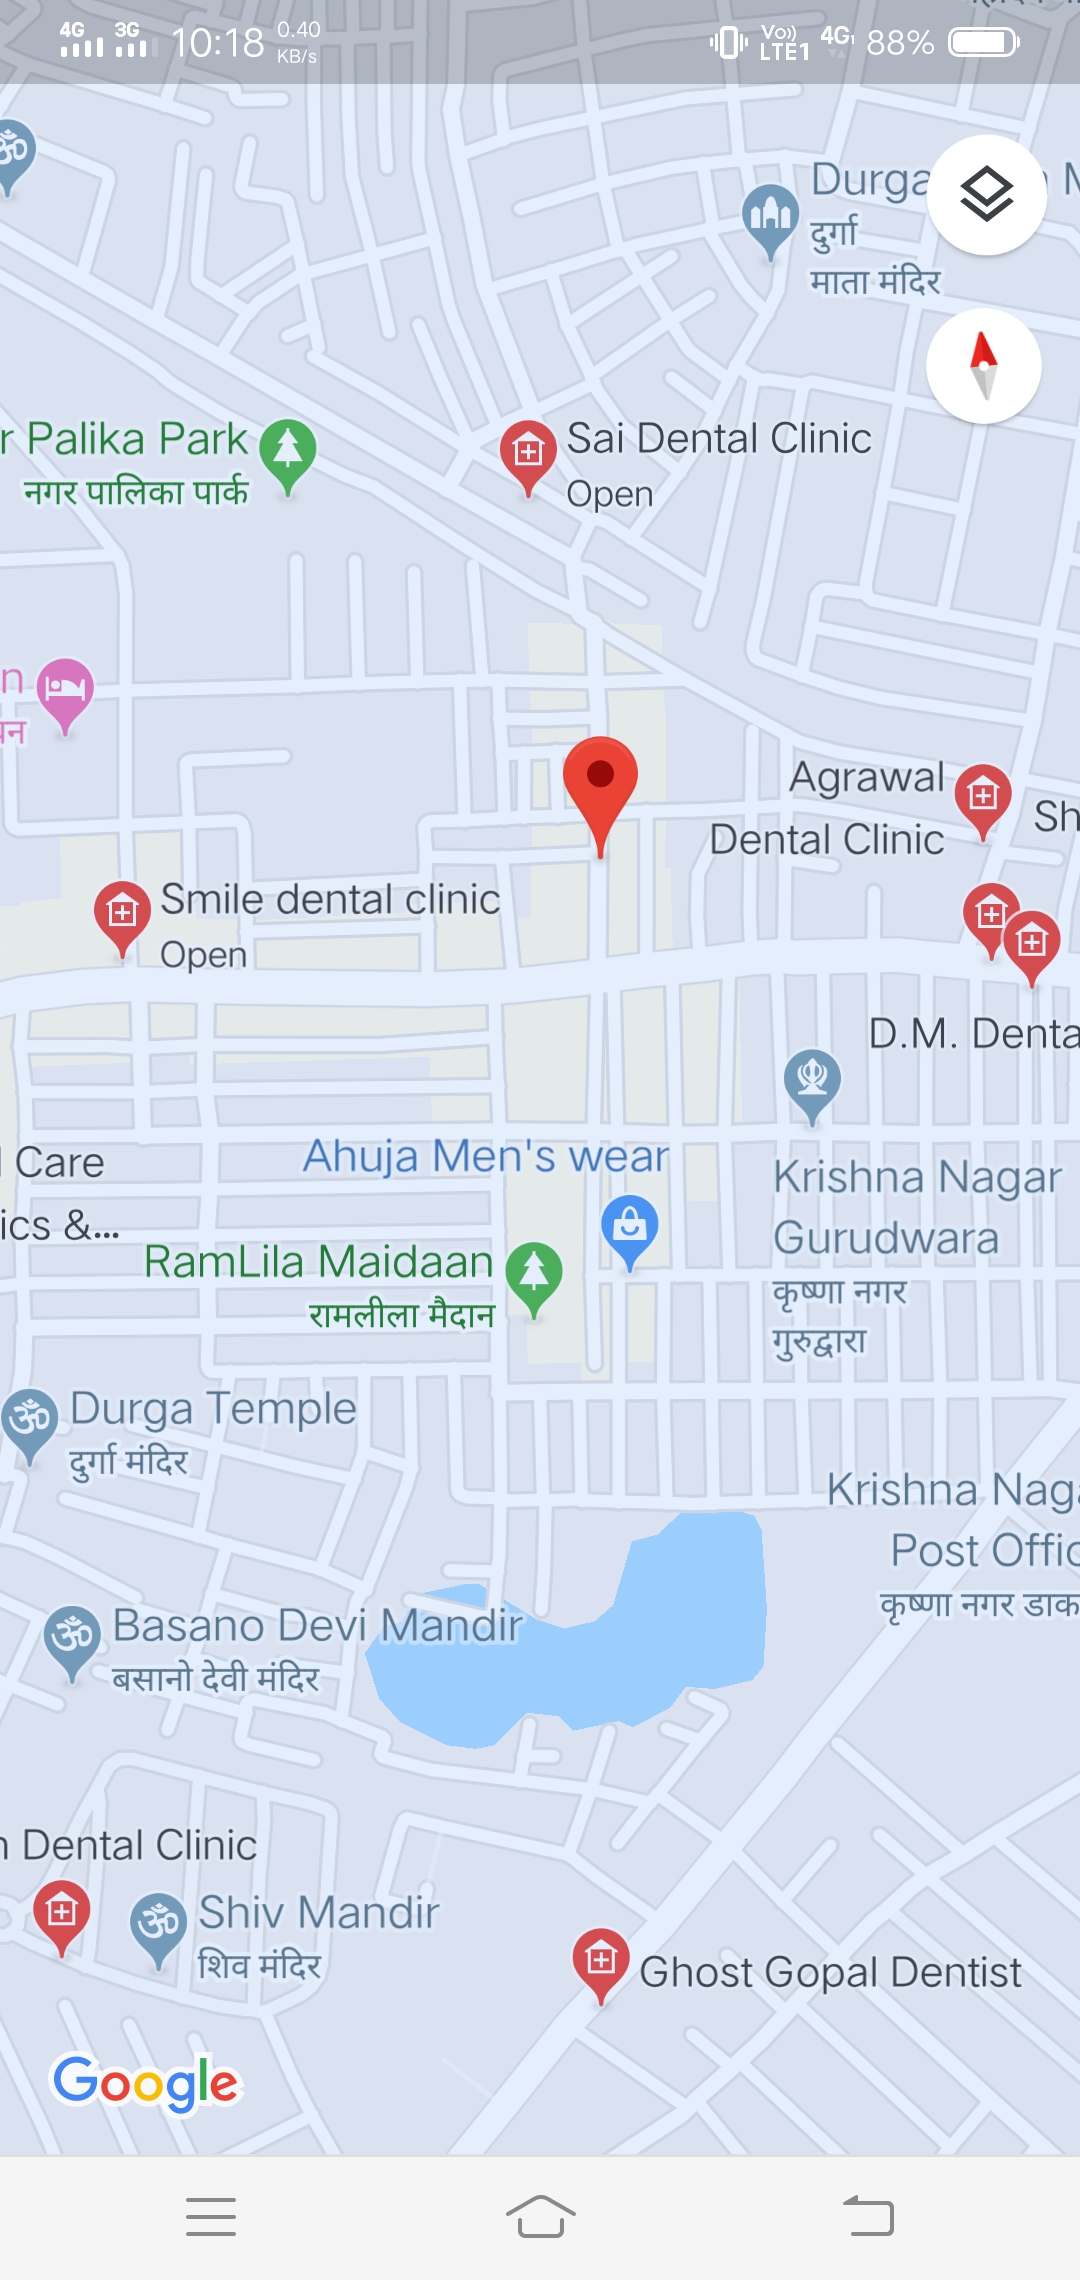 4G 3G 10:18 0.40 KB/s Vo)) LTE1 4G 88%
Durga
दुर्गा
माता मंदिर
r Palika Park
नगर पालिका पार्क
Sai Dental Clinic
Open
n
Agrawal
Dental Clinic
Sh
Smile dental clinic
Open
D.M. Denta
Care
ics &...
Ahuja Men's wear
Krishna Nagar
Gurudwara
कृष्णा नगर
गुरुद्वारा
RamLila Maidaan
रामलीला मैदान
Durga Temple
दुर्गा मंदिर
Krishna Naga
Post Offic
कृष्णा नगर डाक
Basano Devi Mandir
बसानो देवी मंदिर
n Dental Clinic
Shiv Mandir
शिव मंदिर
Ghost Gopal Dentist
Google